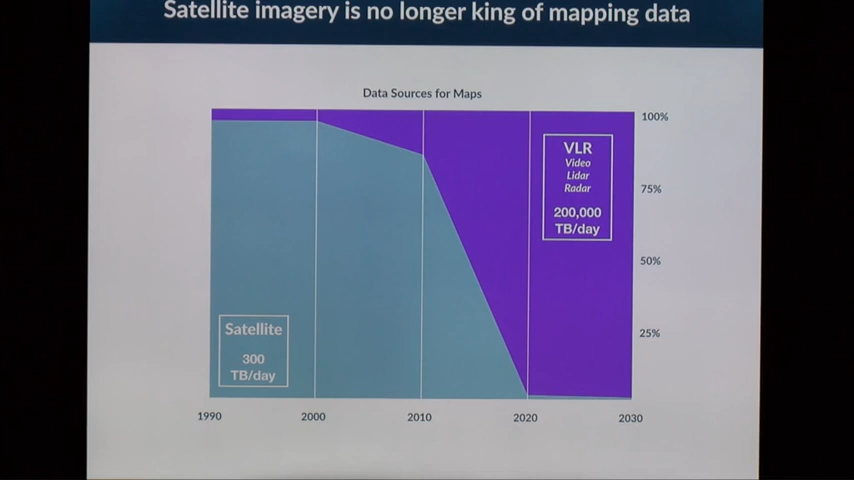 Satellite imagery is no longer king of mapping data
Data Sources for Maps
100%
VLR
Video
Lidar
Radar
200,000
TB/day
75%
50%
25%
Satellite
300
TB/day
1990 2000 2010 2020 2030